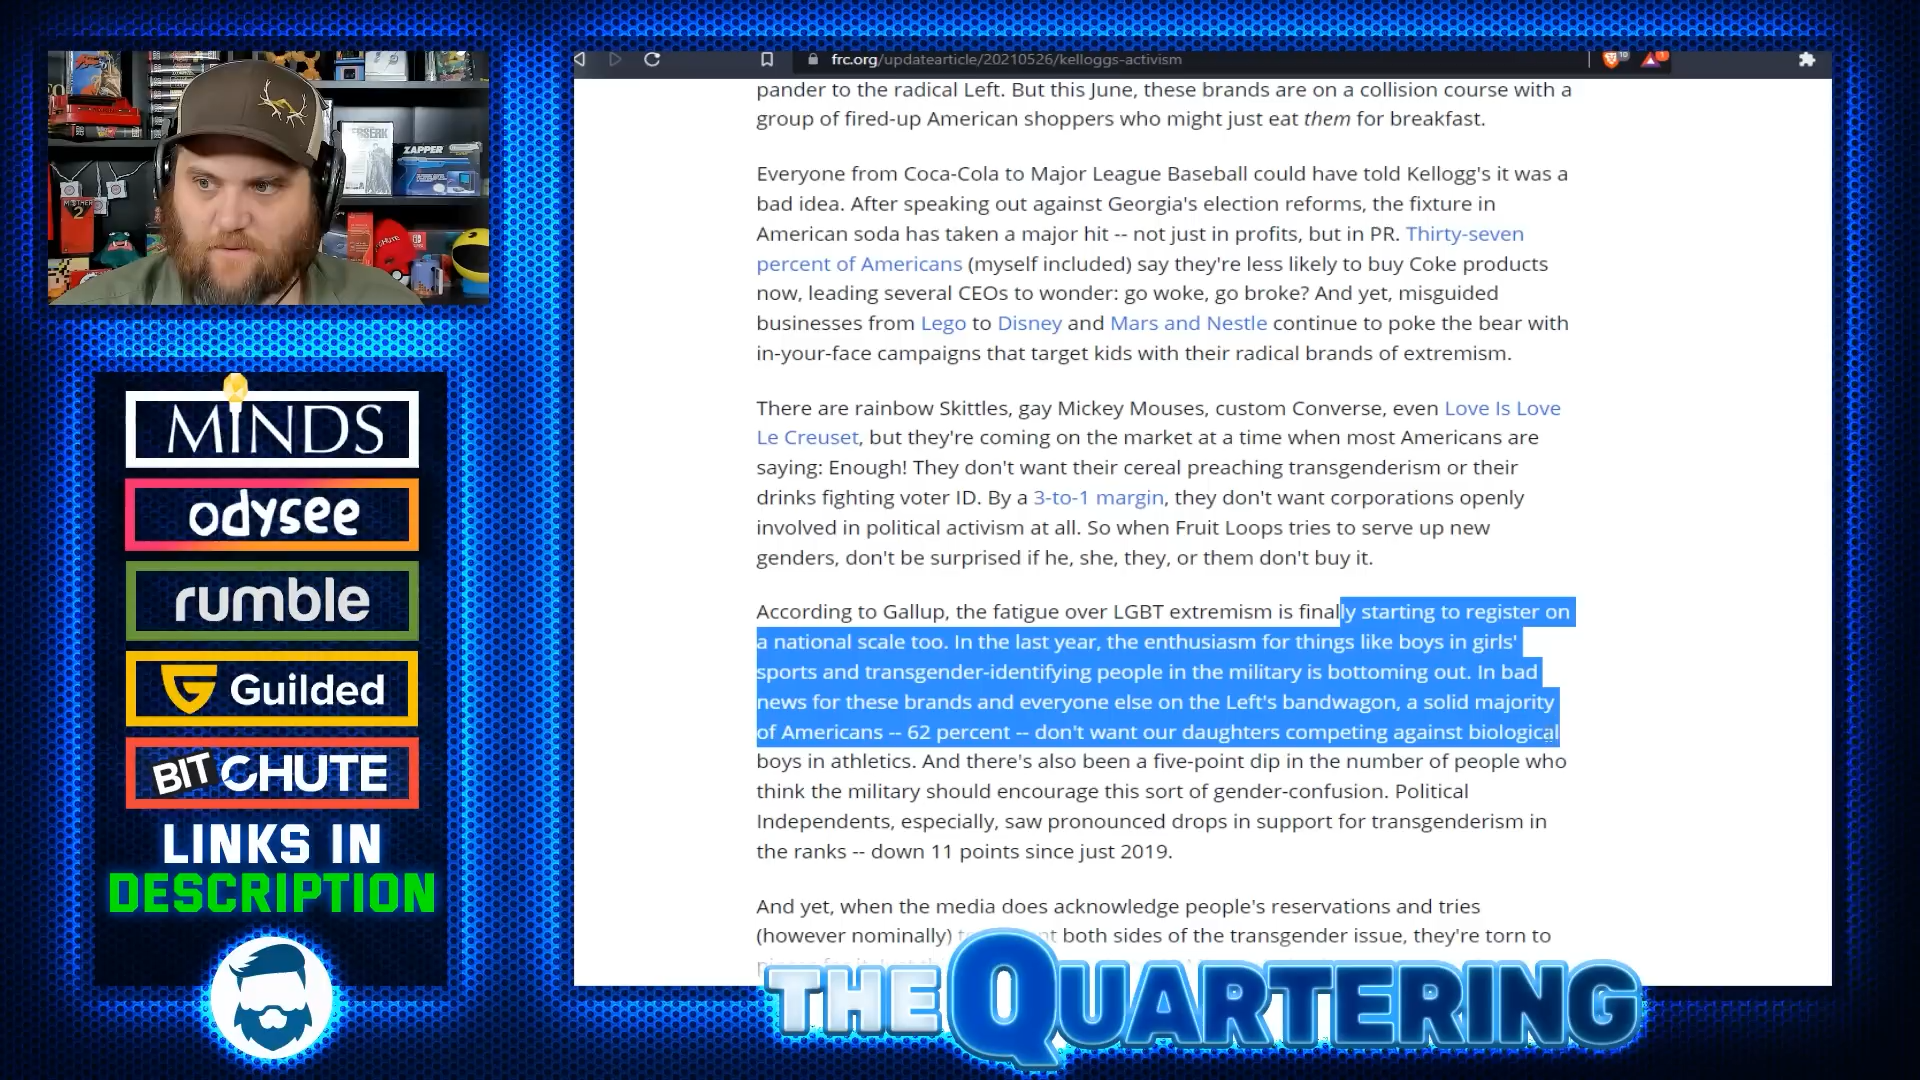 frc.org/updatearticle/20210526/kelloggs-activism
pander to the radical Left. But this June, these brands are on a collision course with a
group of fired-up American shoppers who might just eat them for breakfast.
Everyone from Coca-Cola to Major League Baseball could have told Kellogg's it was a
bad idea. After speaking out against Georgia's election reforms, the fixture in
American soda has taken a major hit -- not just in profits, but in PR. Thirty-seven
percent of Americans (myself included) say they're less likely to buy Coke products
now, leading several CEOs to wonder: go woke, go broke? And yet, misguided
businesses from Lego to Disney and Mars and Nestle continue to poke the bear with
in-your-face campaigns that target kids with their radical brands of extremism.
There are rainbow Skittles, gay Mickey Mouses, custom Converse, even Love Is Love
Le Creuset, but they're coming on the market at a time when most Americans are
saying: Enough! They don't want their cereal preaching transgenderism or their
drinks fighting voter ID. By a 3-to-1 margin, they don't want corporations openly
involved in political activism at all. So when Fruit Loops tries to serve up new
genders, don't be surprised if he, she, they, or them don't buy it.
According to Gallup, the fatigue over LGBT extremism is finally starting to register on
a national scale too. In the last year, the enthusiasm for things like boys in girls'
sports and transgender-identifying people in the military is bottoming out. In bad
news for these brands and everyone else on the Left's bandwagon, a solid majority
of Americans -- 62 percent -- don't want our daughters competing against biological
boys in athletics. And there's also been a five-point dip in the number of people who
think the military should encourage this sort of gender-confusion. Political
Independents, especially, saw pronounced drops in support for transgenderism in
the ranks -- down 11 points since just 2019.
And yet, when the media does acknowledge people's reservations and tries
(however nominally) both sides of the transgender issue, they're torn to
BERSERK
ZAPPER
MOTHER
2
MINDS
odysee
rumble
Guilded
BITCHUTE
LINKS IN
DESCRIPTION
THE QUARTERING